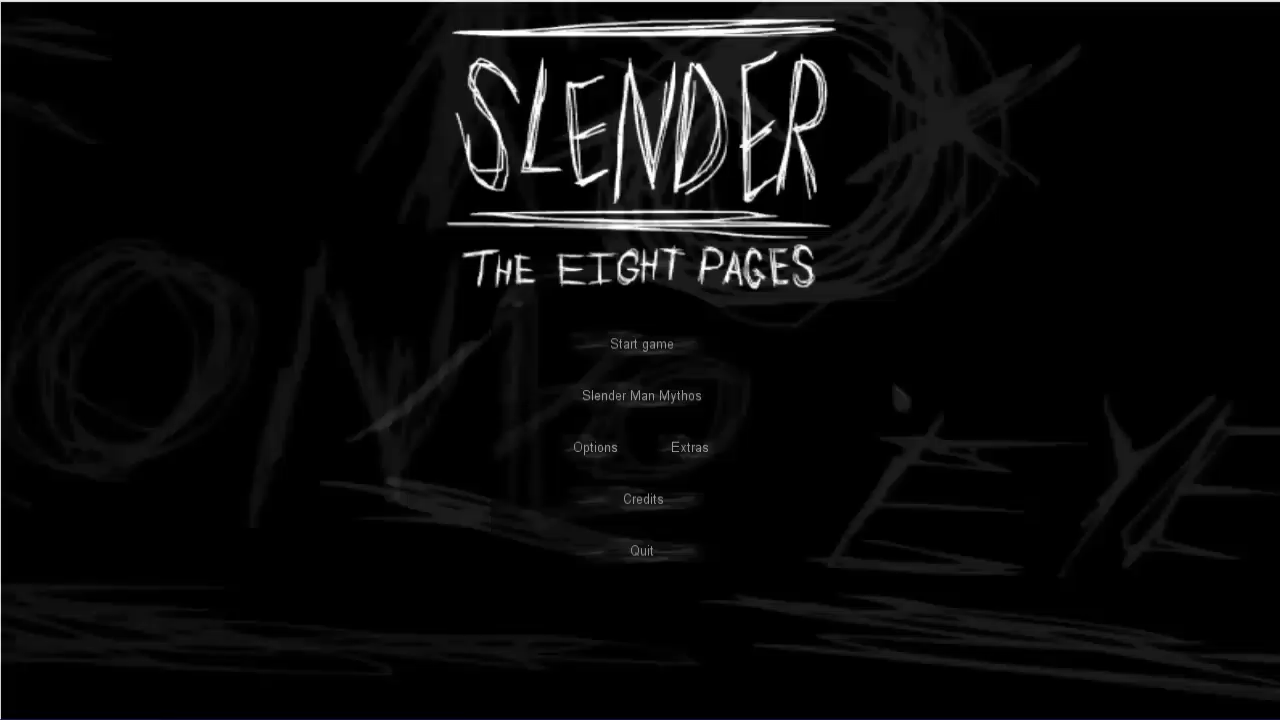 SLENDER
THE EIGHT PAGES
Start game
Slender Man Mythos
Options Extras
Credits
Quit